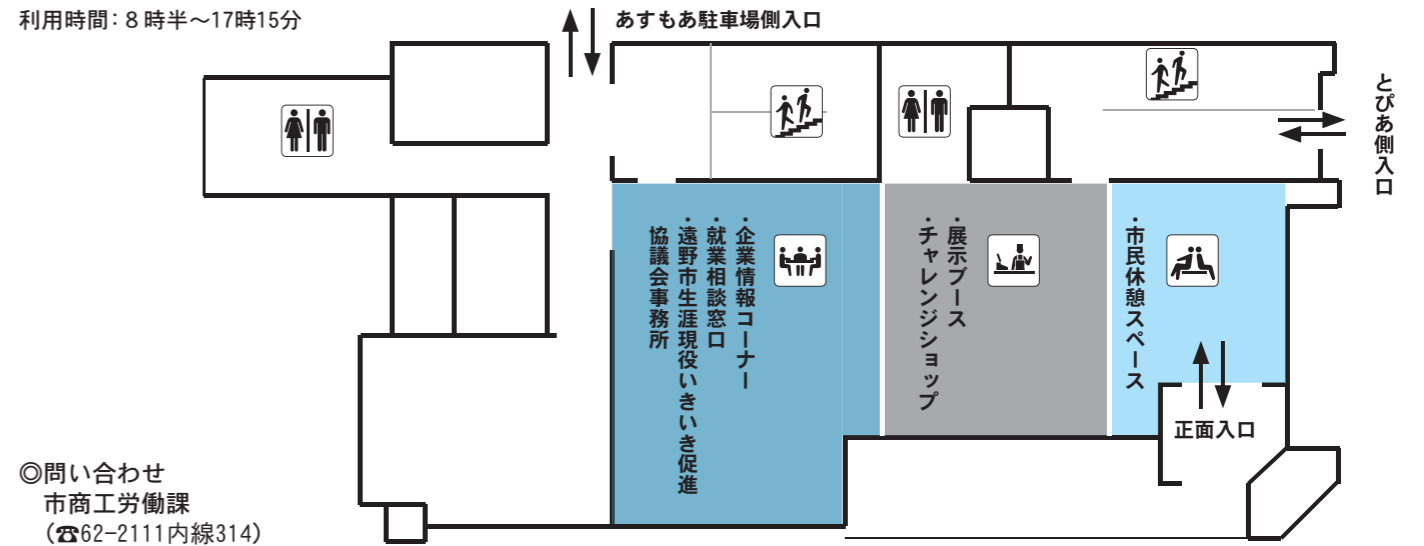 利用時間：８時半～17時15分
あすもあ駐車場側入口
とぴあ側入口
・市民休憩スペース
正面入口
・展示ブース
・チャレンジショップ
・企業情報コーナー
・就業相談窓口
・遠野市生涯現役いきいき促進
協議会事務所
◎問い合わせ
市商工労働課
（☎62-2111内線314）